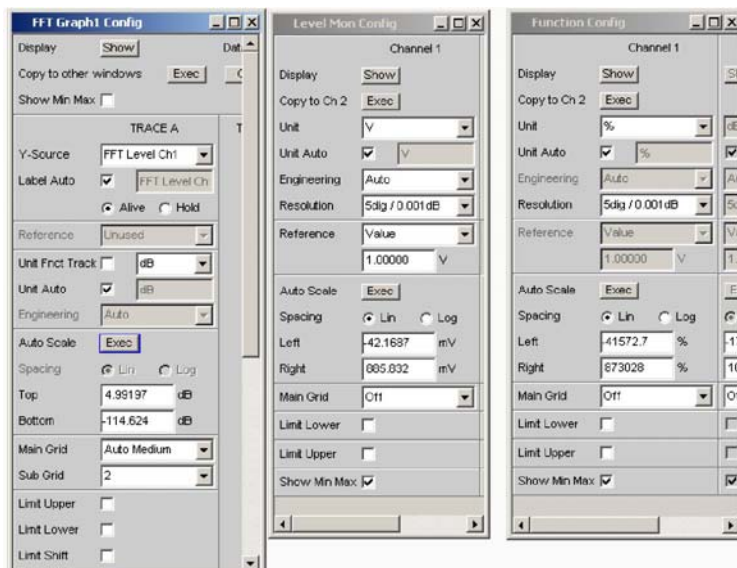 FFT Graph1 Config
Display Show Dat
Copy to other windows Exec C
Show Min Max
TRACE A T
Y-Source FFT Level Ch1
Label Auto FFT Level Ch
Alive Hold
Reference Unused
Unit Fnct Track dB
Unit Auto dB
Engineering Auto
Auto Scale Exec
Spacing Lin Log
Top 4.99197 dB
Bottom -114.624 dB
Main Grid Auto Medium
Sub Grid 2
Limit Upper
Limit Lower
Limit Shift
Level Mon Config
Channel 1
Display Show
Copy to Ch 2 Exec
Unit V
Unit Auto V
Engineering Auto
Resolution 5dig / 0.001dB
Reference Value
1.00000 V
Auto Scale Exec
Spacing Lin Log
Left -42.1687 mV
Right 885.832 mV
Main Grid Off
Limit Lower
Limit Upper
Show Min Max
Function Config
Channel 1
Display Show
Copy to Ch 2 Exec
Unit %
Unit Auto %
Engineering Auto
Resolution 5dig / 0.001dB
Reference Value
1.00000 V
Auto Scale Exec
Spacing Lin Log
Left -41572.7 %
Right 873028 %
Main Grid Off
Limit Lower
Limit Upper
Show Min Max